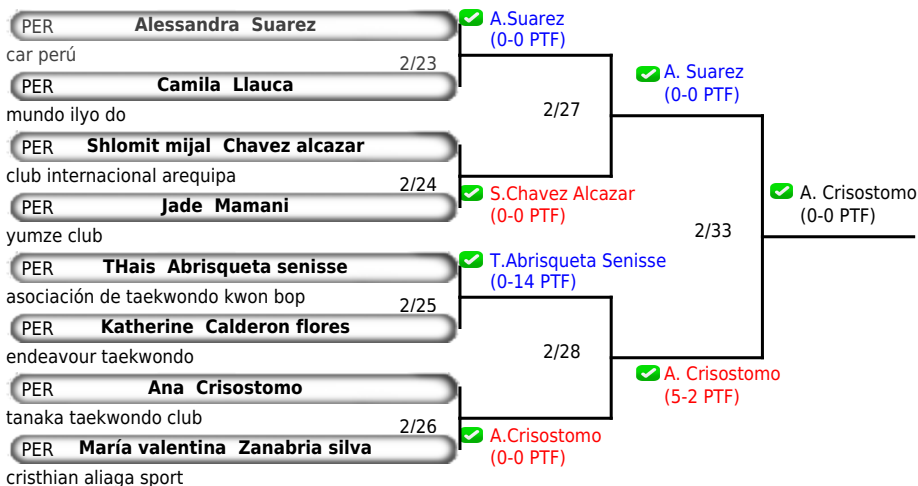 PER Alessandra Suarez
car perú
2/23
PER Camila Llauca
mundo ilyo do
PER Shlomit mijal Chavez alcazar
club internacional arequipa
2/24
PER Jade Mamani
yumze club
PER THais Abrisqueta senisse
asociación de taekwondo kwon bop
2/25
PER Katherine Calderon flores
endeavour taekwondo
PER Ana Crisostomo
tanaka taekwondo club
2/26
PER María valentina Zanabria silva
cristhian aliaga sport
A.Suarez
(0-0 PTF)
2/27
S.Chavez Alcazar
(0-0 PTF)
T.Abrisqueta Senisse
(0-14 PTF)
2/28
A.Crisostomo
(0-0 PTF)
A. Suarez
(0-0 PTF)
2/33
A. Crisostomo
(5-2 PTF)
A. Crisostomo
(0-0 PTF)